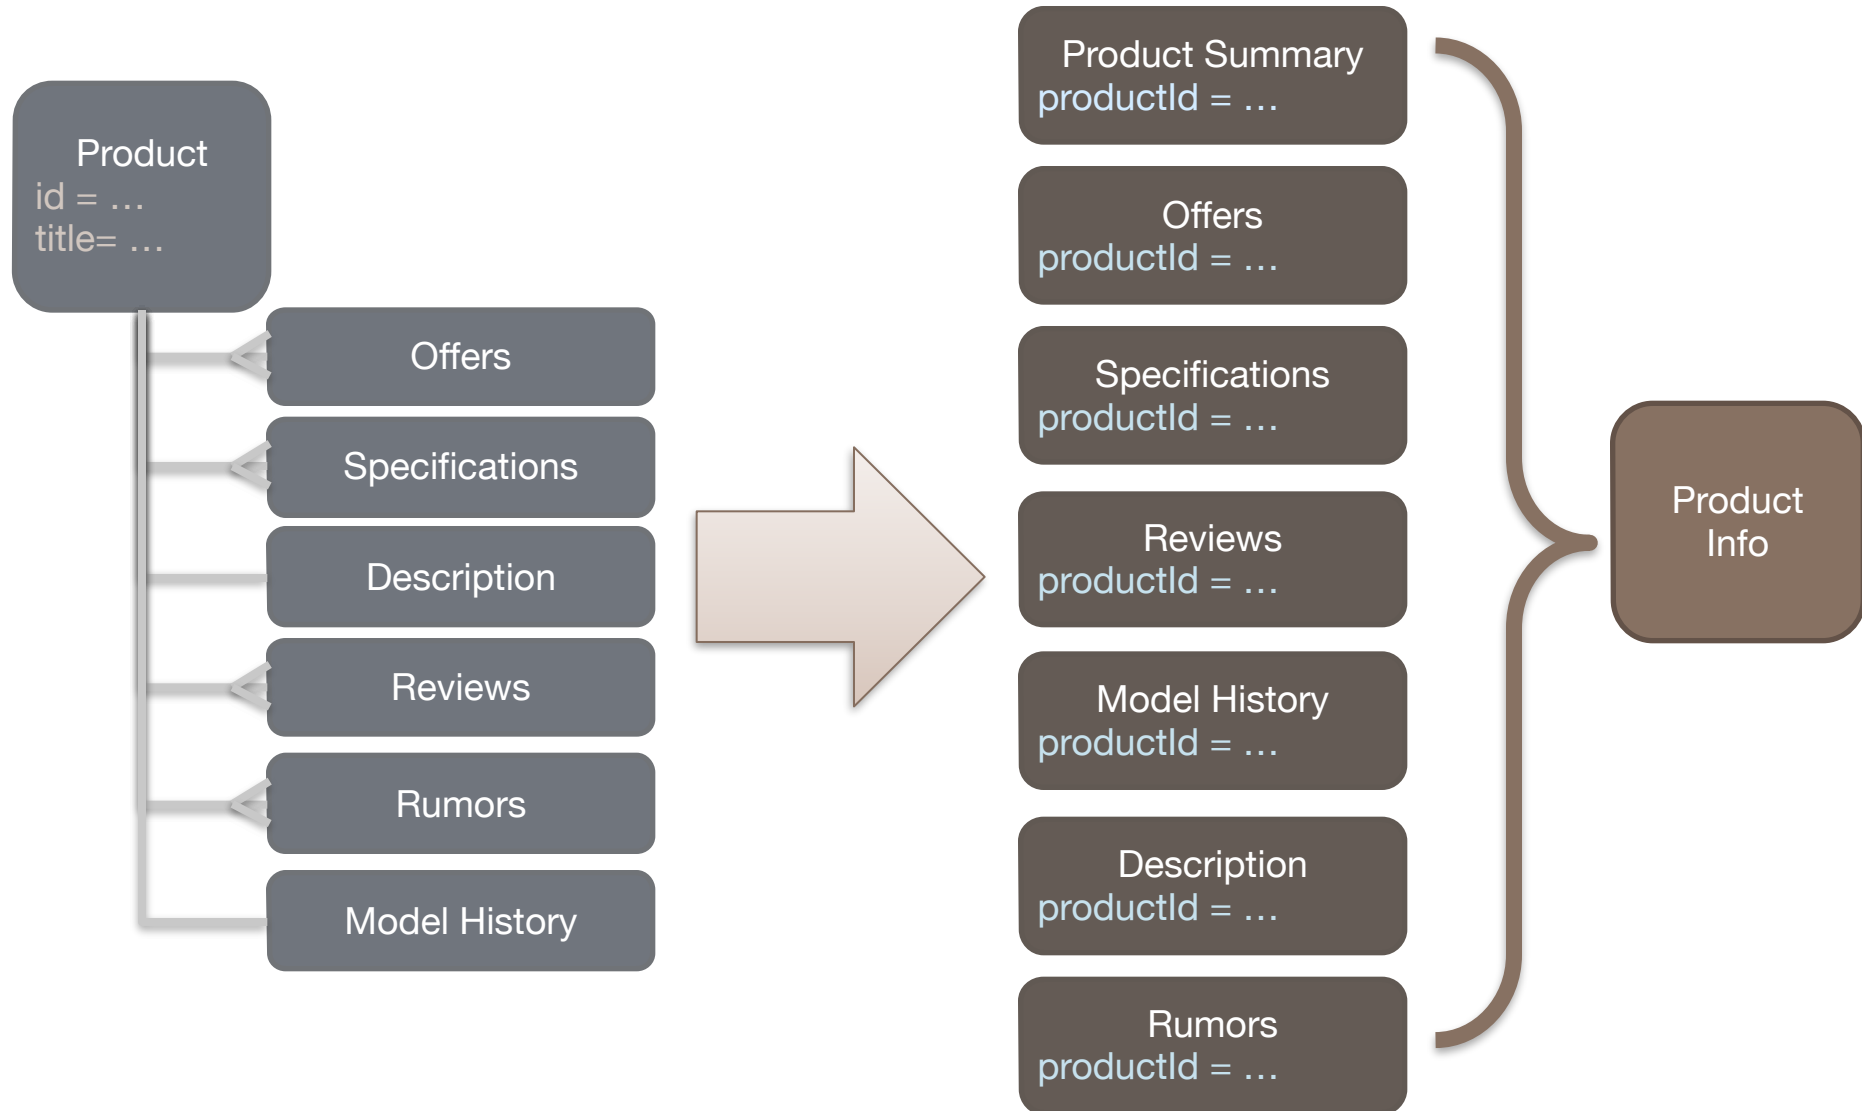 Product
id = …
title= …
Offers
Specifications
Description
Reviews
Rumors
Model History
Product Summary
productId = …
Offers
productId = …
Specifications
productId = …
Reviews
productId = …
Model History
productId = …
Description
productId = …
Rumors
productId = …
Product
Info